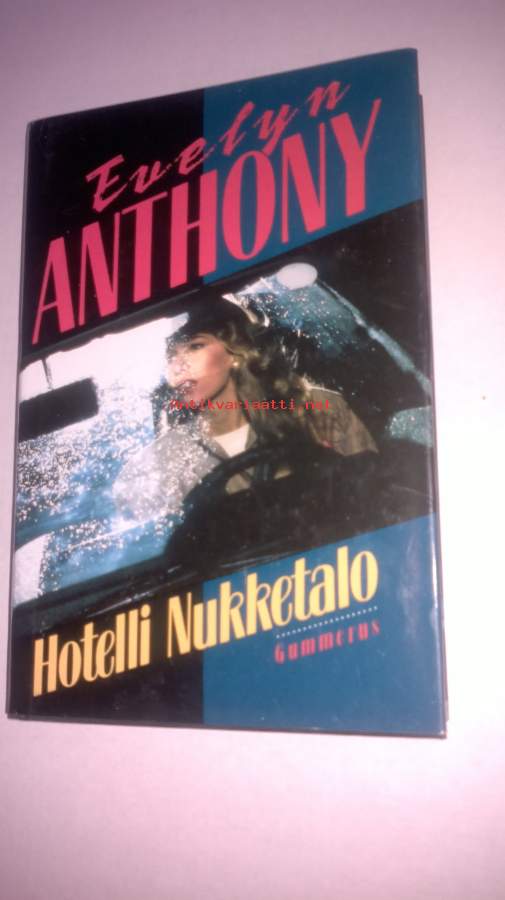 Evelyn
ANTHONY
Antikvariaatti.net
Hotelli Nukketalo
Gummerus